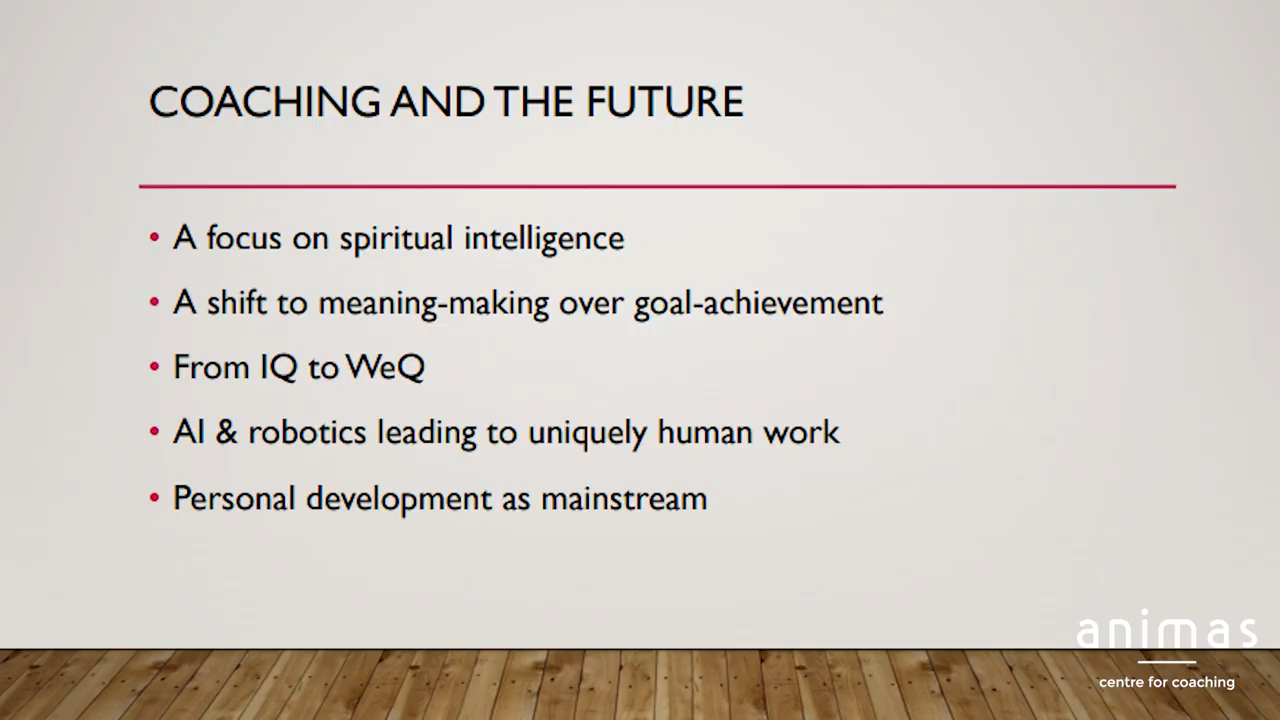 COACHING AND THE FUTURE
• A focus on spiritual intelligence
• A shift to meaning-making over goal-achievement
• From IQ to WeQ
• AI & robotics leading to uniquely human work
• Personal development as mainstream
animas
centre for coaching